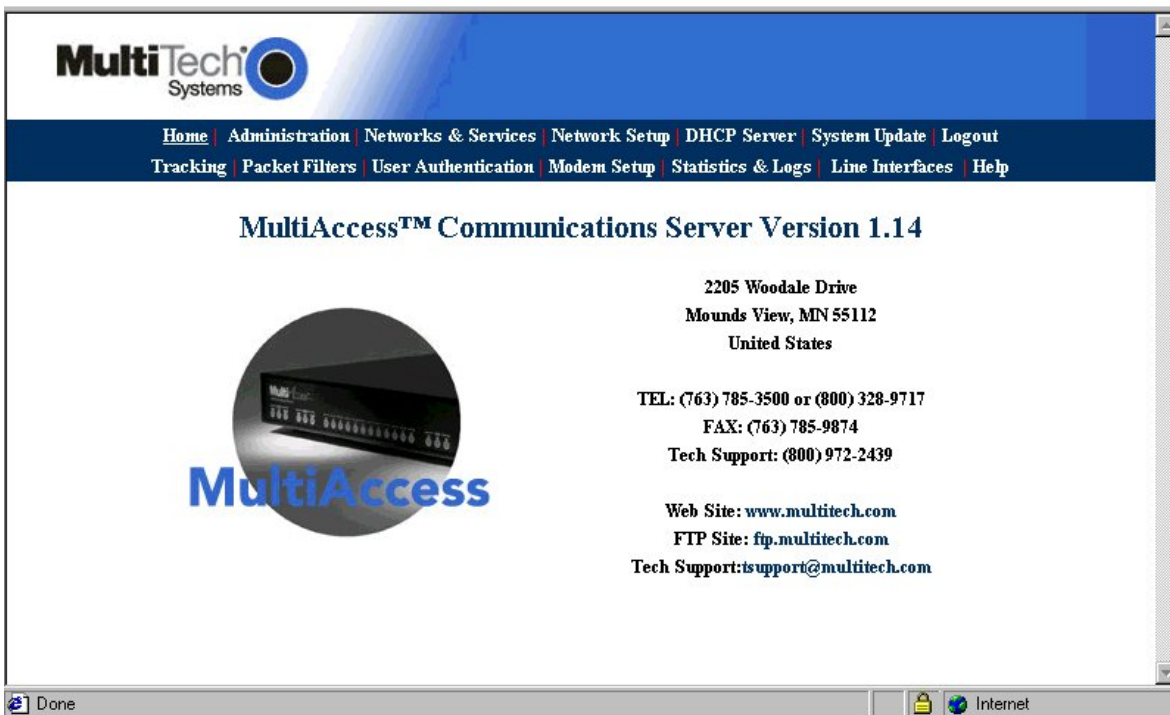 MultiTech
Systems
Home | Administration | Networks & Services | Network Setup | DHCP Server | System Update | Logout
Tracking | Packet Filters | User Authentication | Modem Setup | Statistics & Logs | Line Interfaces | Help
MultiAccess™ Communications Server Version 1.14
2205 Woodale Drive
Mounds View, MN 55112
United States
TEL: (763) 785-3500 or (800) 328-9717
FAX: (763) 785-9874
Tech Support: (800) 972-2439
MultiAccess
Web Site: www.multitech.com
FTP Site: ftp.multitech.com
Tech Support:tsupport@multitech.com
Done
Internet